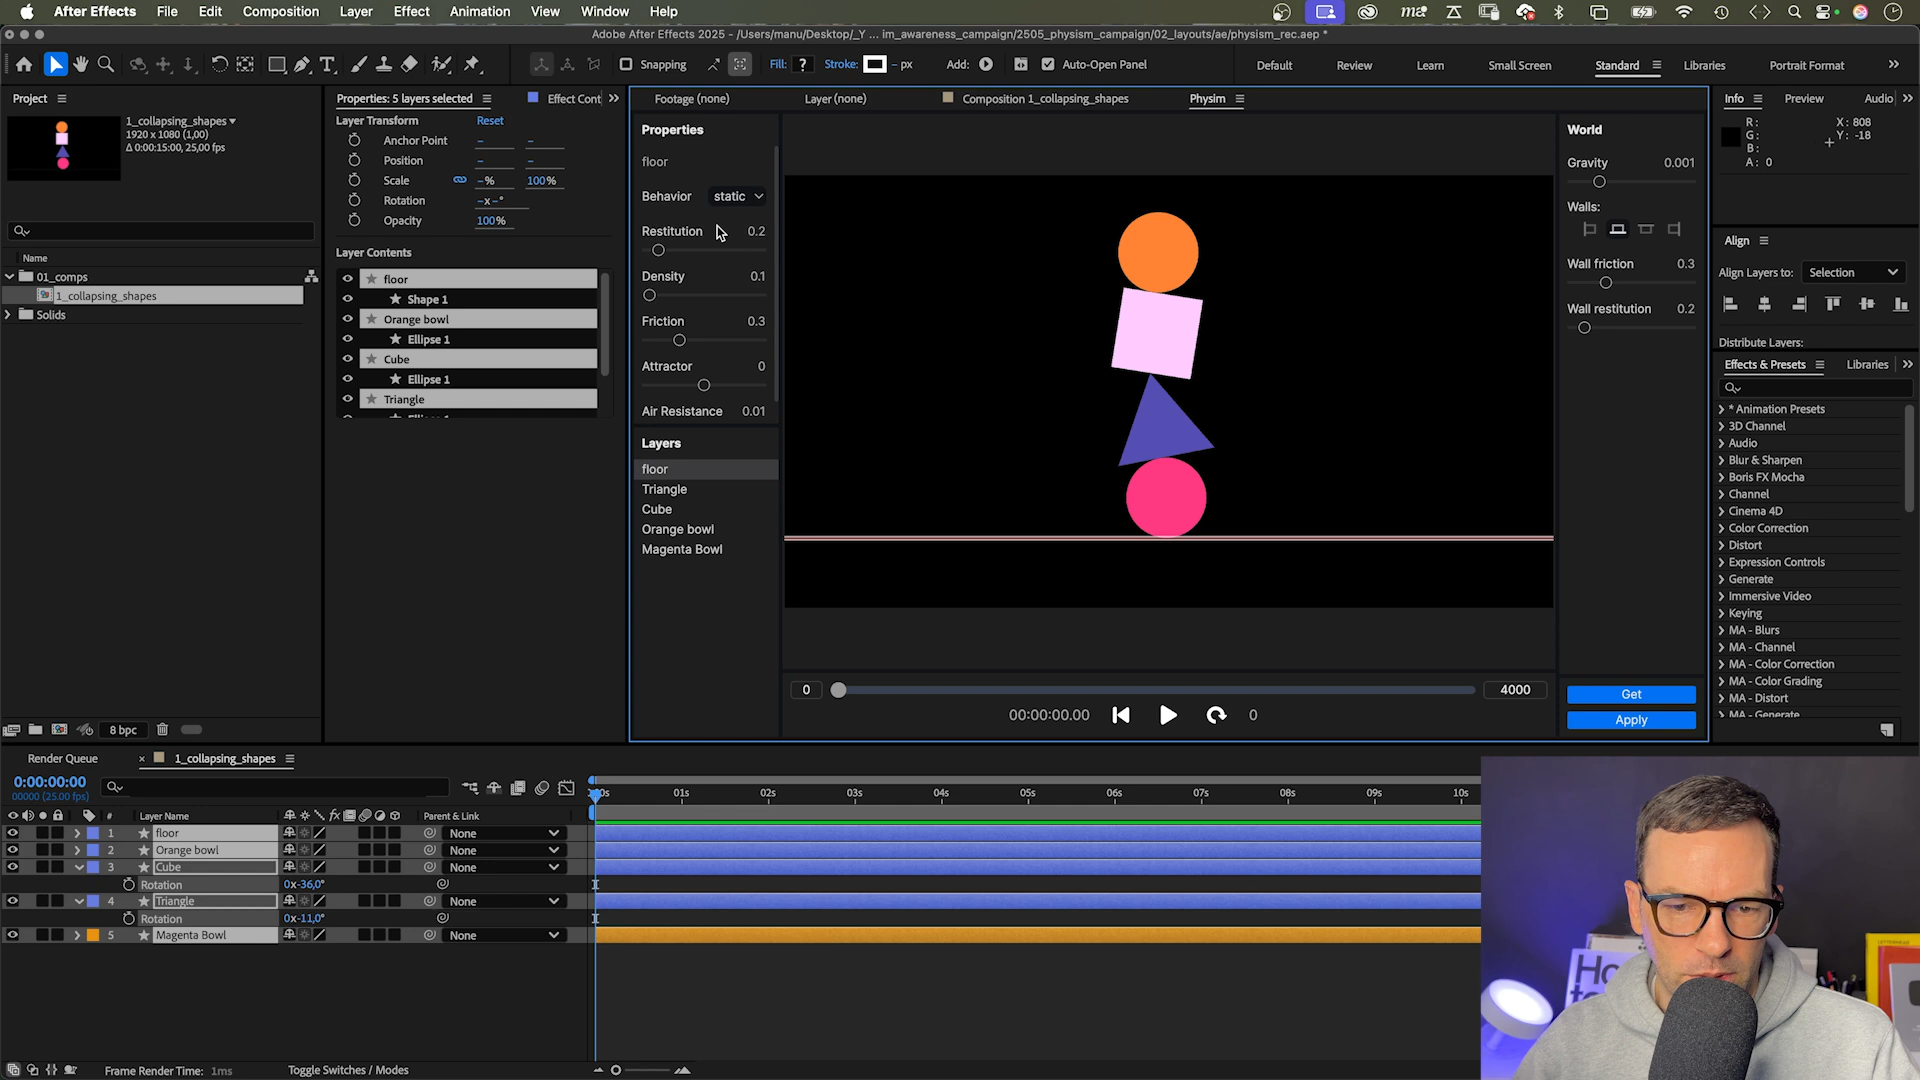 After Effects File Edit Composition Layer Effect Animation View Window Help
Adobe After Effects 2025 - /Users/manu/Desktop/_Y ... im_awareness_campaign/2505_physism_campaign/02_layouts/ae/physism_rec.aep *
Snapping Fill: ? Stroke: - px Add: Auto-Open Panel Default Review Learn Small Screen Standard Libraries Portrait Format
Project
1_collapsing_shapes
1920 x 1080 (1,00)
Δ 0:00:15:00, 25,00 fps
Name
01_comps
1_collapsing_shapes
Solids
8 bpc
Properties: 5 layers selected Effect Cont
Layer Transform Reset
Anchor Point - -
Position - -
Scale -% 100%
Rotation -x-°
Opacity 100%
Layer Contents
floor
Shape 1
Orange bowl
Ellipse 1
Cube
Ellipse 1
Triangle
Footage (none) Layer (none) Composition 1_collapsing_shapes Physim
Properties
floor
Behavior static
Restitution 0.2
Density 0.1
Friction 0.3
Attractor 0
Air Resistance 0.01
Layers
floor
Triangle
Cube
Orange bowl
Magenta Bowl
0 4000
00:00:00.00 0
World
Gravity 0.001
Walls:
Wall friction 0.3
Wall restitution 0.2
Get
Apply
Info Preview Audio
R: X: 808
G: Y: -18
B:
A: 0
Align
Align Layers to: Selection
Distribute Layers:
Effects & Presets Libraries
* Animation Presets
3D Channel
Audio
Blur & Sharpen
Boris FX Mocha
Channel
Cinema 4D
Color Correction
Distort
Expression Controls
Generate
Immersive Video
Keying
MA - Blurs
MA - Channel
MA - Color Correction
MA - Color Grading
MA - Distort
MA - Generate
Render Queue × 1_collapsing_shapes
0:00:00:00
00000 (25.00 fps)
01s 02s 03s 04s 05s 06s 07s 08s 09s 10s
# Layer Name fx Parent & Link
1 floor None
2 Orange bowl None
3 Cube None
Rotation 0x-36,0°
4 Triangle None
Rotation 0x-11,0°
5 Magenta Bowl None
Frame Render Time: 1ms Toggle Switches / Modes